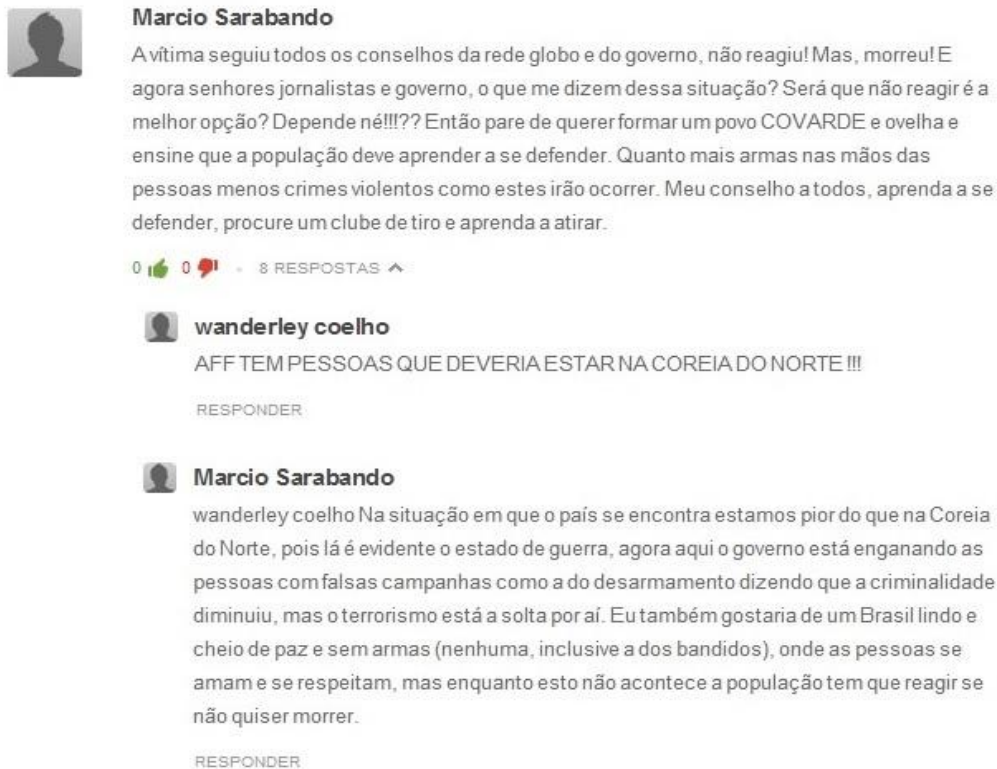 Marcio Sarabando
A vítima seguiu todos os conselhos da rede globo e do governo, não reagiu! Mas, morreu! E
agora senhores jornalistas e governo, o que me dizem dessa situação? Será que não reagir é a
melhor opção? Depende né!!!?? Então pare de querer formar um povo COVARDE e ovelha e
ensine que a população deve aprender a se defender. Quanto mais armas nas mãos das
pessoas menos crimes violentos como estes irão ocorrer. Meu conselho a todos, aprenda a se
defender, procure um clube de tiro e aprenda a atirar.
0 0 • 8 RESPOSTAS
wanderley coelho
AFF TEM PESSOAS QUE DEVERIA ESTAR NA COREIA DO NORTE !!!
RESPONDER
Marcio Sarabando
wanderley coelho Na situação em que o país se encontra estamos pior do que na Coreia
do Norte, pois lá é evidente o estado de guerra, agora aqui o governo está enganando as
pessoas com falsas campanhas como a do desarmamento dizendo que a criminalidade
diminuiu, mas o terrorismo está a solta por aí. Eu também gostaria de um Brasil lindo e
cheio de paz e sem armas (nenhuma, inclusive a dos bandidos), onde as pessoas se
amam e se respeitam, mas enquanto esto não acontece a população tem que reagir se
não quiser morrer.
RESPONDER